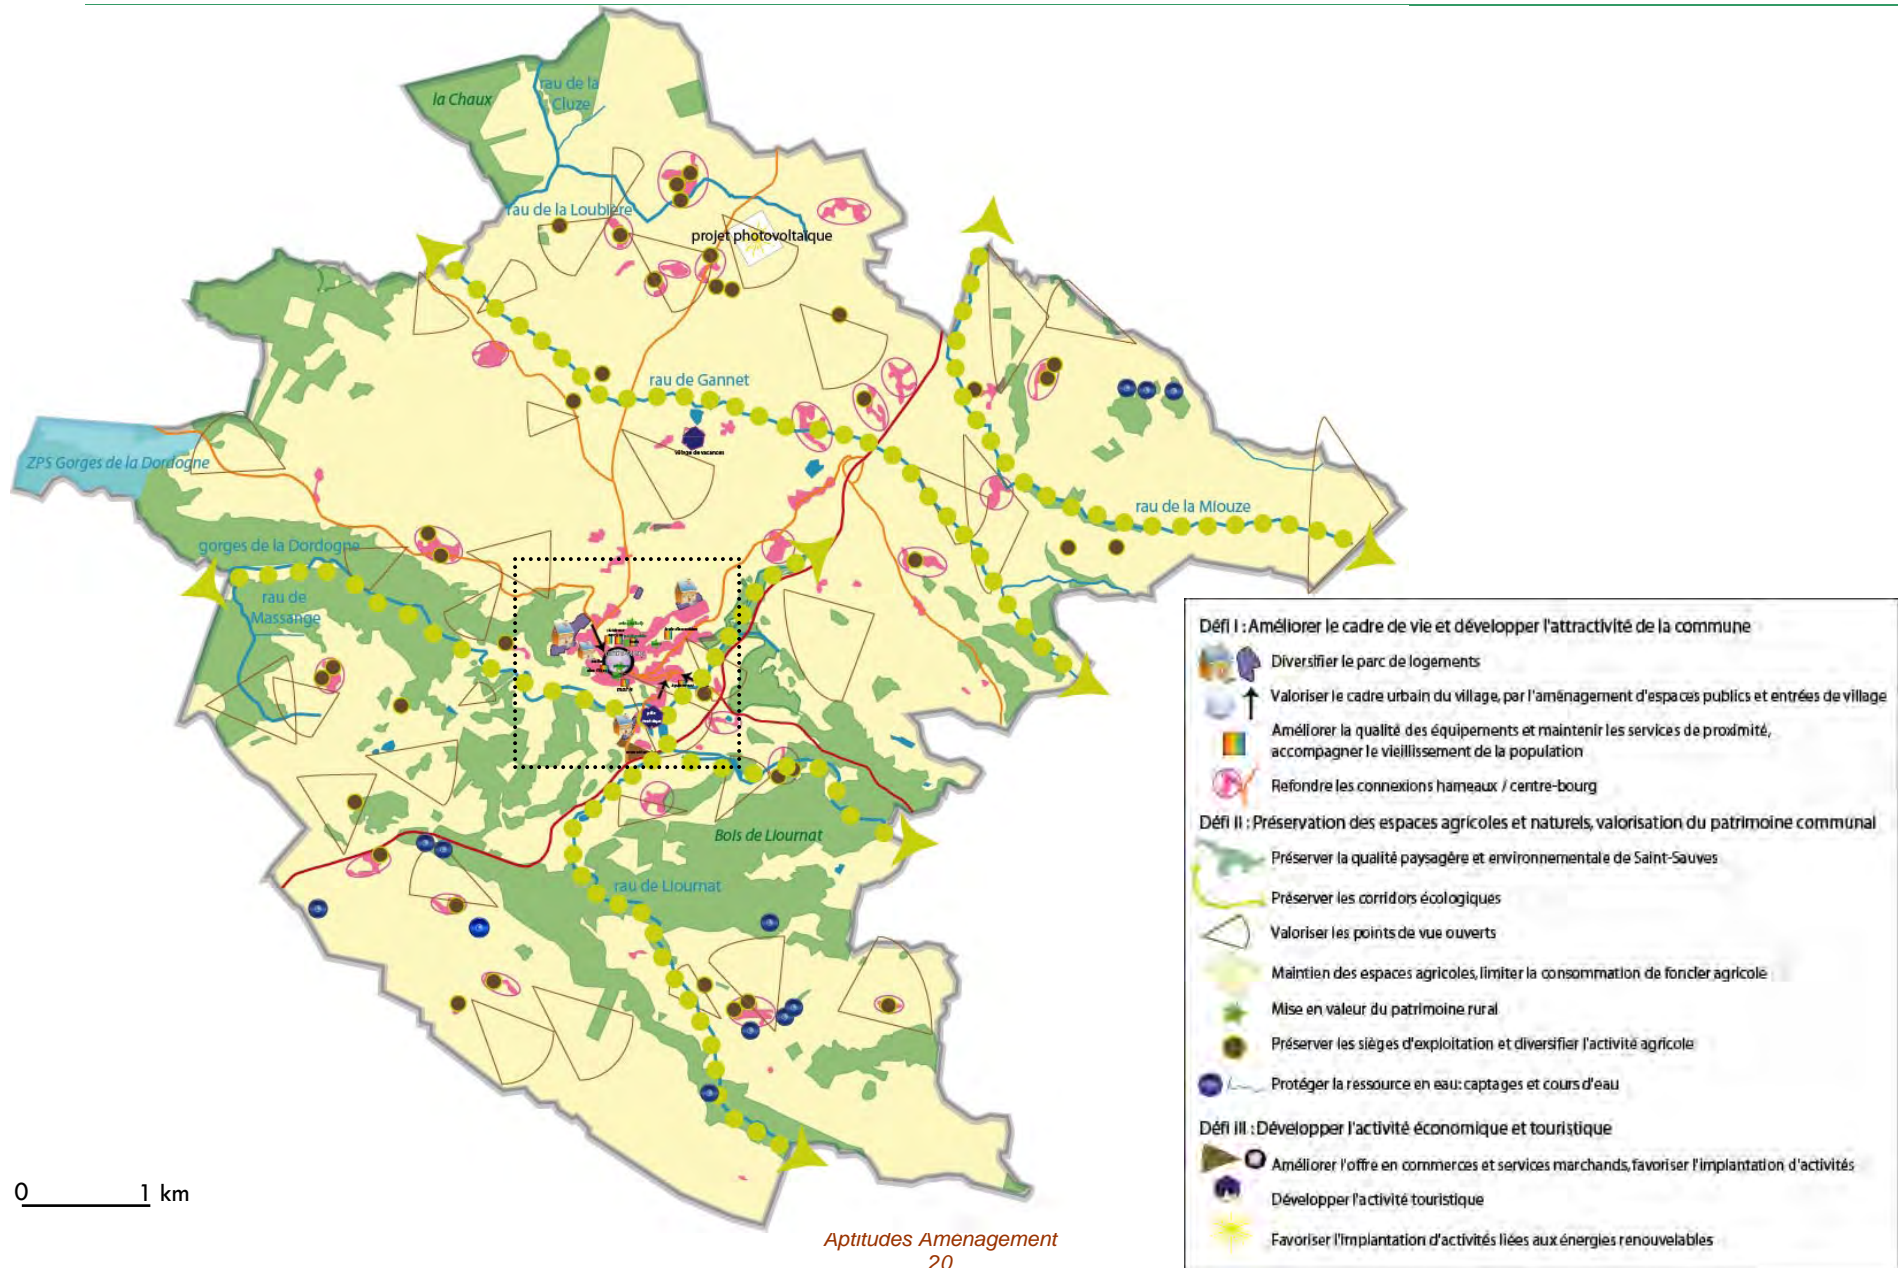 la Chaux
rau de la
Cluze
rau de la Loubière
projet photovoltaïque
rau de Gannet
village de vacances
ZPS Gorges de la Dordogne
rau de la Miouze
gorges de la Dordogne
rau de
Massange
mairie
Bois de Liournat
rau de Liournat
0 1 km
Aptitudes Amenagement
20
Défi I : Améliorer le cadre de vie et développer l'attractivité de la commune
Diversifier le parc de logements
Valoriser le cadre urbain du village, par l'aménagement d'espaces publics et entrées de village
Améliorer la qualité des équipements et maintenir les services de proximité,
accompagner le vieillissement de la population
Refondre les connexions hameaux / centre-bourg
Défi II : Préservation des espaces agricoles et naturels, valorisation du patrimoine communal
Préserver la qualité paysagère et environnementale de Saint-Sauves
Préserver les corridors écologiques
Valoriser les points de vue ouverts
Maintien des espaces agricoles, limiter la consommation de foncier agricole
Mise en valeur du patrimoine rural
Préserver les sièges d'exploitation et diversifier l'activité agricole
Protéger la ressource en eau: captages et cours d'eau
Défi III : Développer l'activité économique et touristique
Améliorer l'offre en commerces et services marchands, favoriser l'implantation d'activités
Développer l'activité touristique
Favoriser l'implantation d'activités liées aux énergies renouvelables